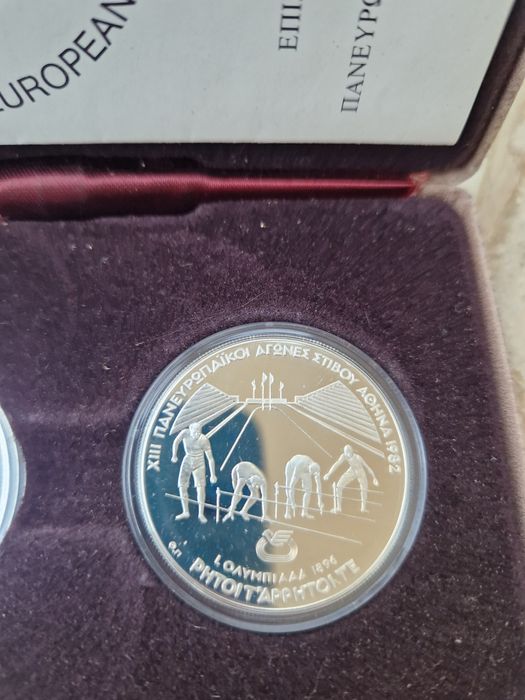 EUROPEAN
ΕΠΙ
ΠΑΝΕΥΡΩ
XIII ΠΑΝΕΥΡΩΠΑΪΚΟΙ ΑΓΩΝΕΣ ΣΤΙΒΟΥ ΑΘΗΝΑ 1982
Θ.Π
Ι. ΟΛΥΜΠΙΑΔΑ 1896
ΡΗΤΟΙ Τ' ΑΡΡΗΤΟΙ ΤΕ